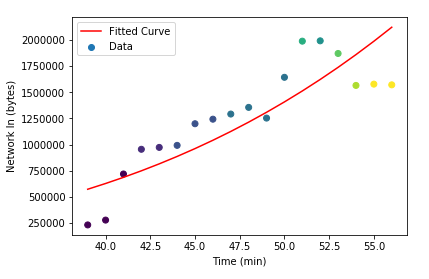 Fitted Curve
Data
2000000
1750000
1500000
1250000
1000000
750000
500000
250000
Network In (bytes)
40.0 42.5 45.0 47.5 50.0 52.5 55.0
Time (min)